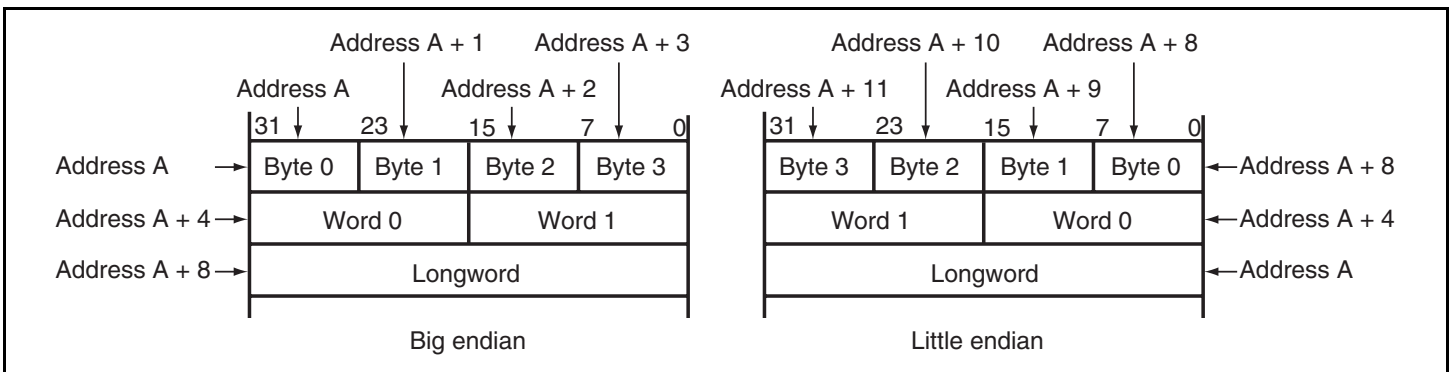 Address A + 1 Address A + 3 Address A + 10 Address A + 8
Address A Address A + 2 Address A + 11 Address A + 9
31 23 15 7 0 31 23 15 7 0
Address A Byte 0 Byte 1 Byte 2 Byte 3 Byte 3 Byte 2 Byte 1 Byte 0 Address A + 8
Address A + 4 Word 0 Word 1 Word 1 Word 0 Address A + 4
Address A + 8 Longword Longword Address A
Big endian Little endian